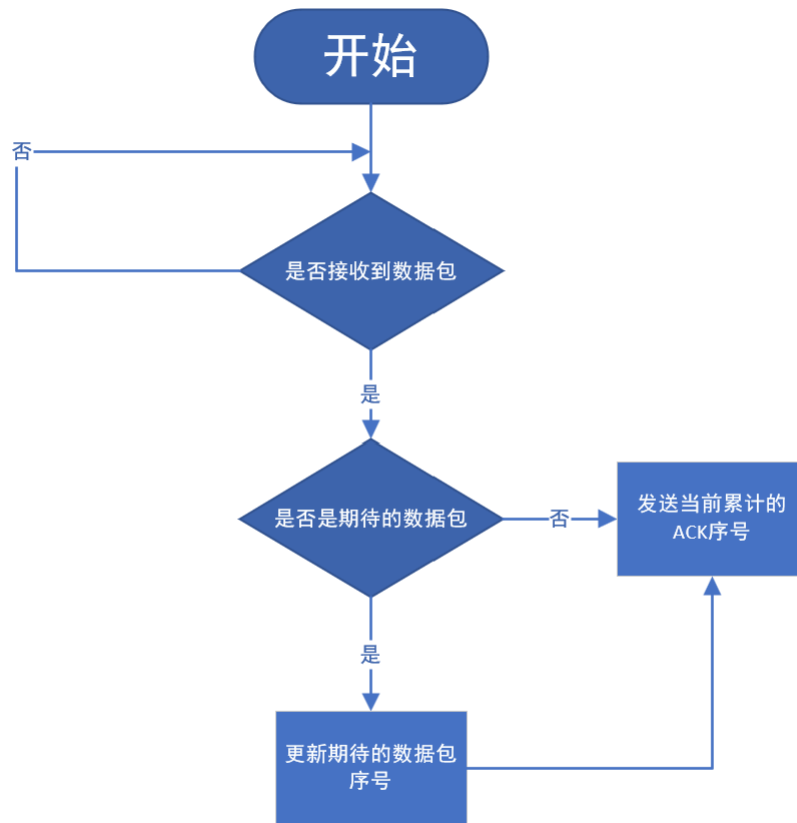 开始
否
是否接收到数据包
是
是否是期待的数据包
否
发送当前累计的
ACK序号
是
更新期待的数据包
序号